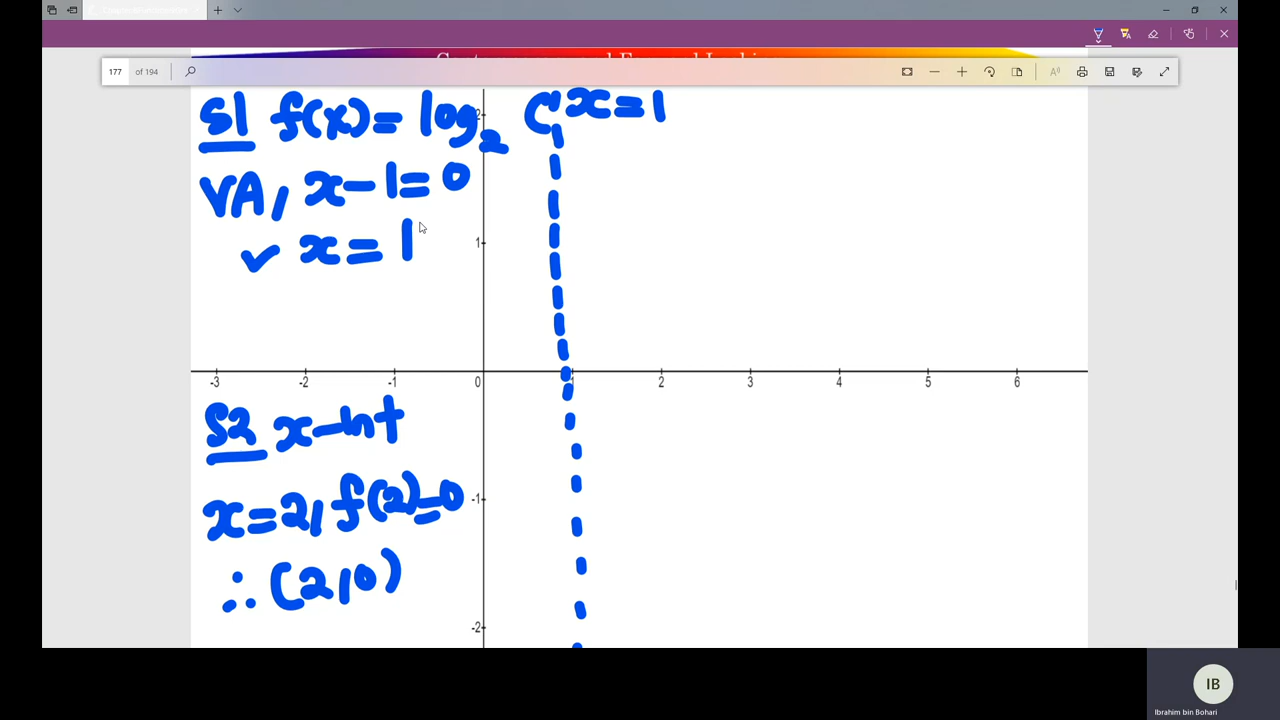 177 of 194
S1 f(x) = log₂ ( x = 1
VA, x - 1 = 0
✓ x = 1
2
1
-3 -2 -1 0 1 2 3 4 5 6
S2 x-int
x = 2, f(2) = 0
∴ (2,0)
-1
-2
IB
Ibrahim bin Bohari